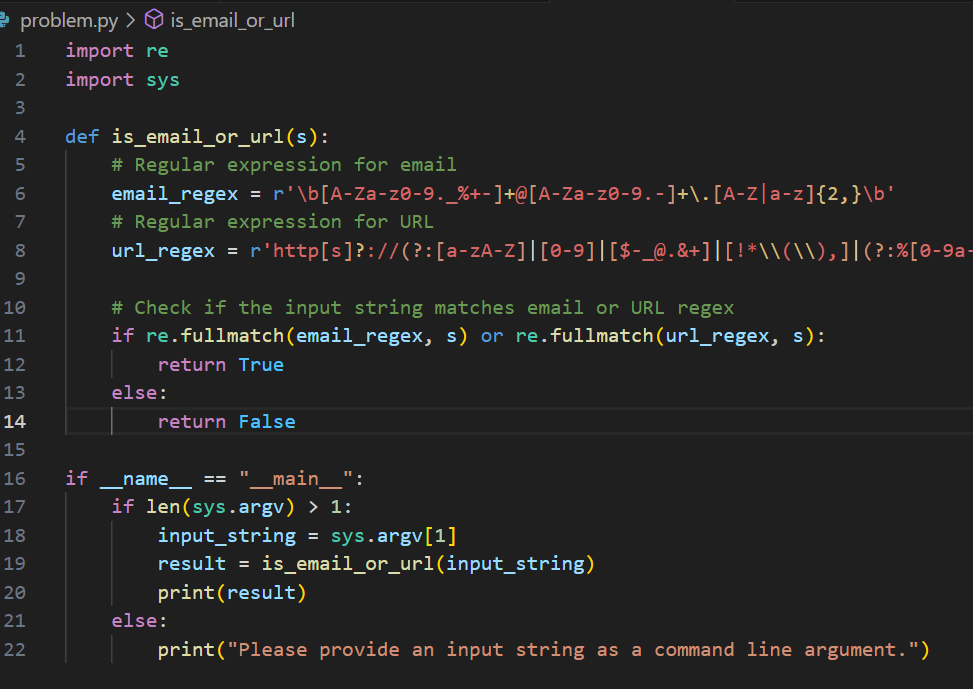 problem.py > is_email_or_url
1 import re
2 import sys
3
4 def is_email_or_url(s):
5     # Regular expression for email
6     email_regex = r'\b[A-Za-z0-9._%+-]+@[A-Za-z0-9.-]+\.[A-Z|a-z]{2,}\b'
7     # Regular expression for URL
8     url_regex = r'http[s]?://(?:[a-zA-Z]|[0-9]|[$-_@.&+]|[!*\\(\\),]|(?:%[0-9a-
9
10     # Check if the input string matches email or URL regex
11     if re.fullmatch(email_regex, s) or re.fullmatch(url_regex, s):
12         return True
13     else:
14         return False
15
16 if __name__ == "__main__":
17     if len(sys.argv) > 1:
18         input_string = sys.argv[1]
19         result = is_email_or_url(input_string)
20         print(result)
21     else:
22         print("Please provide an input string as a command line argument.")